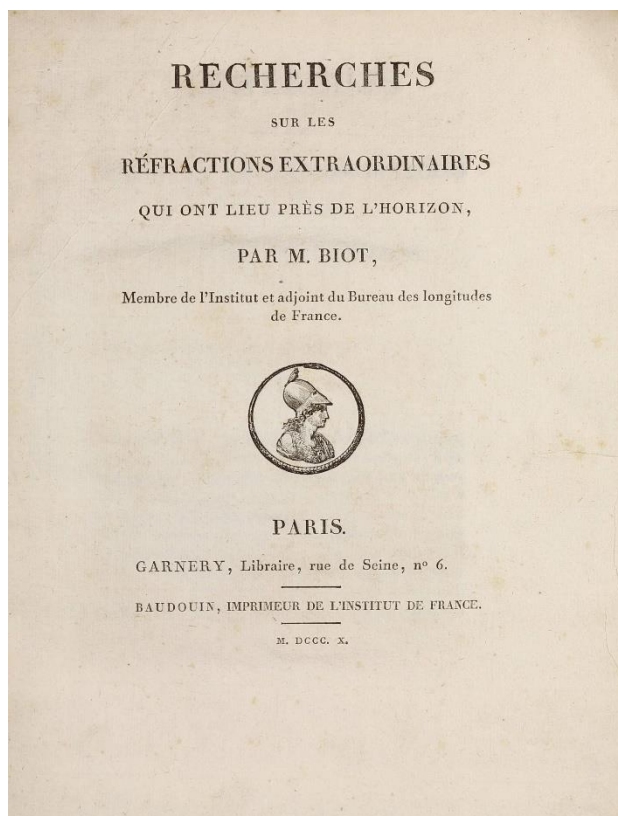 RECHERCHES
SUR LES
RÉFRACTIONS EXTRAORDINAIRES
QUI ONT LIEU PRÈS DE L'HORIZON,
PAR M. BIOT,
Membre de l'Institut et adjoint du Bureau des longitudes
de France.
PARIS.
GARNERY, Libraire, rue de Seine, nº 6.
BAUDOUIN, IMPRIMEUR DE L'INSTITUT DE FRANCE.
M. DCCC. X.